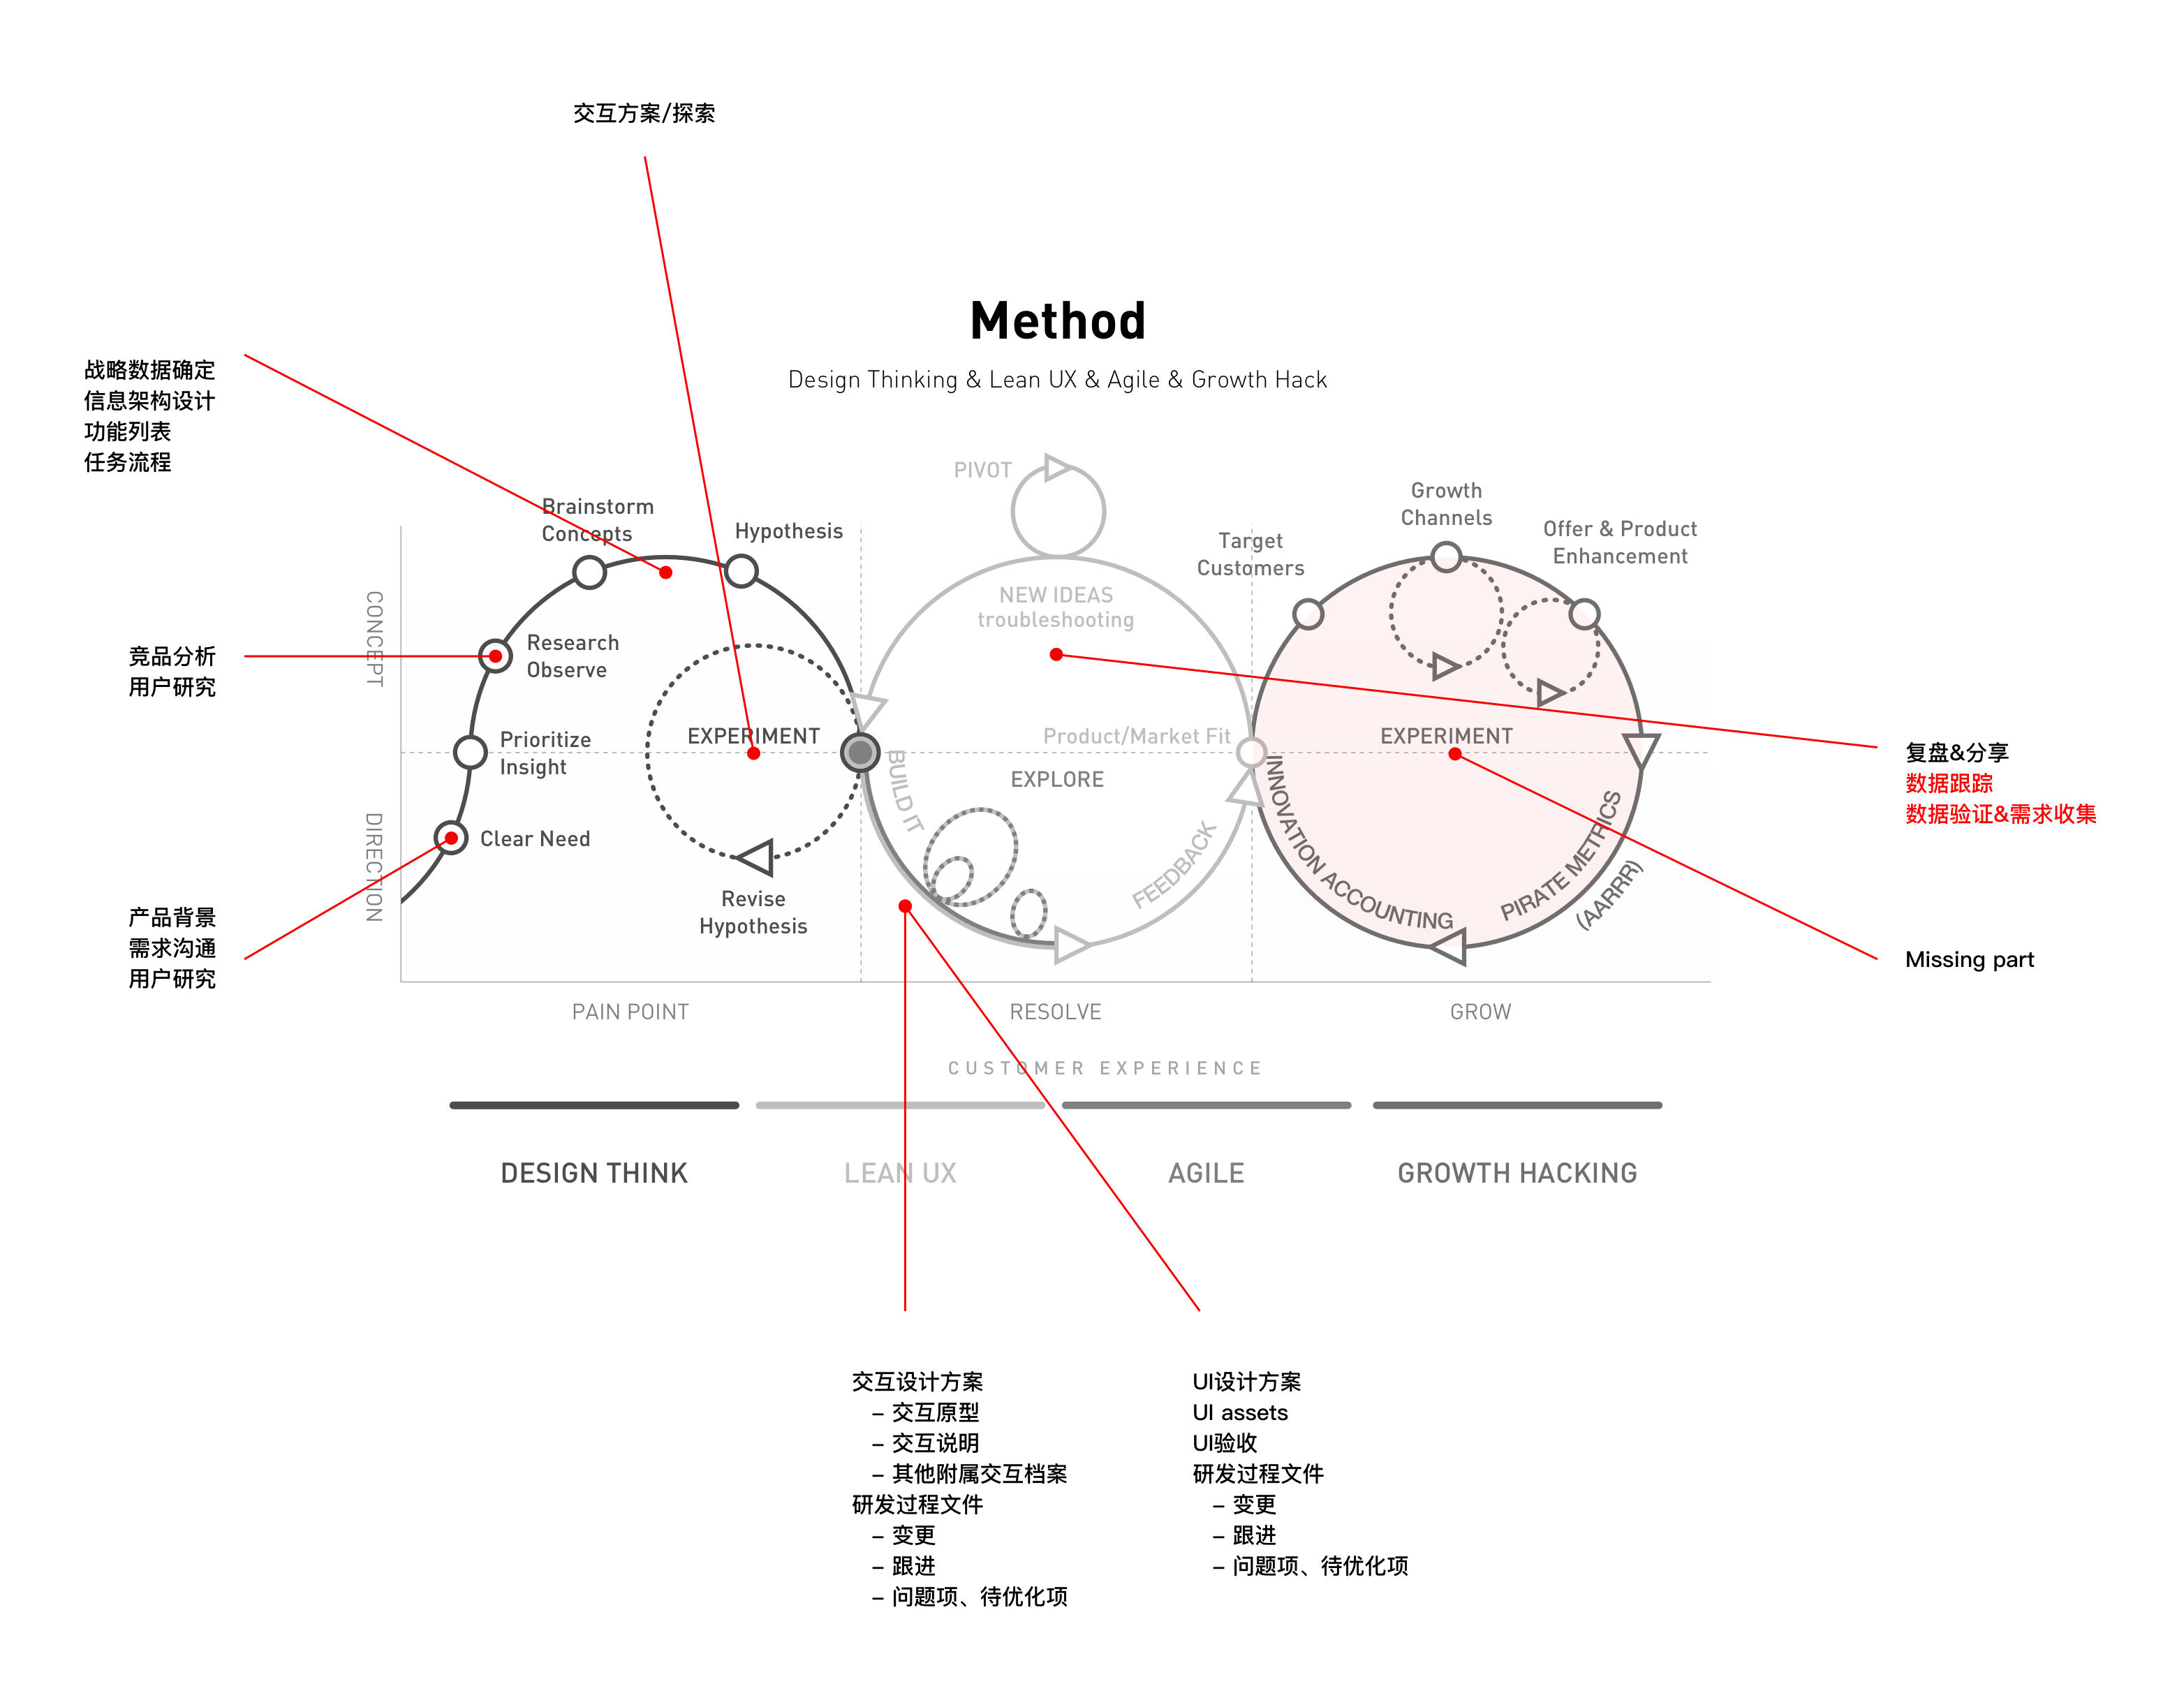 交互方案/探索
Method
Design Thinking & Lean UX & Agile & Growth Hack
战略数据确定
信息架构设计
功能列表
任务流程
PIVOT
Brainstorm
Concepts
Hypothesis
Growth
Channels
Offer & Product
Enhancement
Target
Customers
NEW IDEAS
troubleshooting
CONCEPT
竞品分析
用户研究
Research
Observe
Prioritize
Insight
EXPERIMENT
Product/Market Fit
EXPERIMENT
EXPLORE
复盘&分享
数据跟踪
数据验证&需求收集
BUILD IT
FEEDBACK
INNOVATION ACCOUNTING
PIRATE METRICS
(AARRR)
DIRECTION
Clear Need
产品背景
需求沟通
用户研究
Revise
Hypothesis
Missing part
PAIN POINT
RESOLVE
GROW
CUSTOMER EXPERIENCE
DESIGN THINK
LEAN UX
AGILE
GROWTH HACKING
交互设计方案
– 交互原型
– 交互说明
– 其他附属交互档案
研发过程文件
– 变更
– 跟进
– 问题项、待优化项
UI设计方案
UI assets
UI验收
研发过程文件
– 变更
– 跟进
– 问题项、待优化项